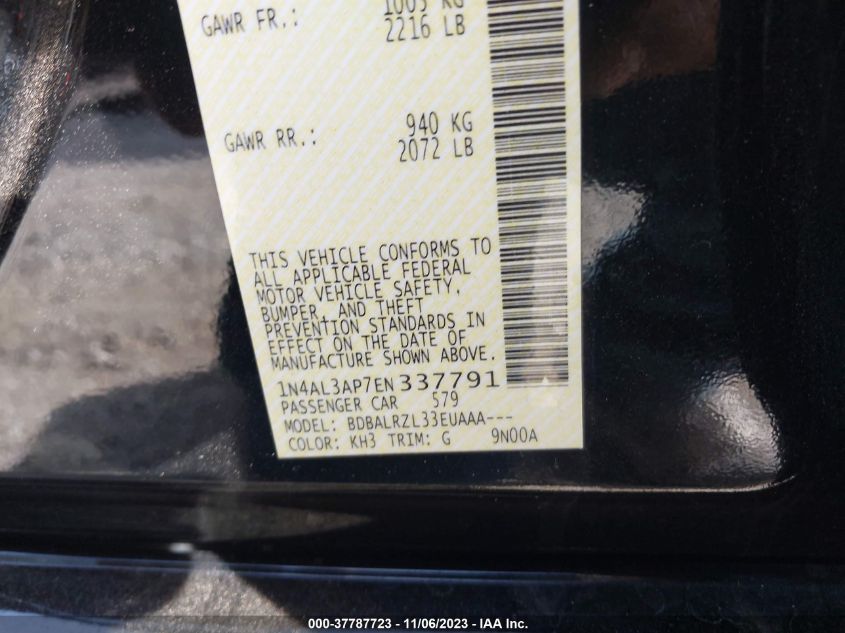 GAWR FR.: 1005 KG
2216 LB
GAWR RR.: 940 KG
2072 LB
THIS VEHICLE CONFORMS TO
ALL APPLICABLE FEDERAL
MOTOR VEHICLE SAFETY,
BUMPER, AND THEFT
PREVENTION STANDARDS IN
EFFECT ON THE DATE OF
MANUFACTURE SHOWN ABOVE.
1N4AL3AP7EN337791
PASSENGER CAR 579
MODEL: BDBALRZL33EUAAA---
COLOR: KH3 TRIM: G 9N00A
000-37787723 - 11/06/2023 - IAA Inc.